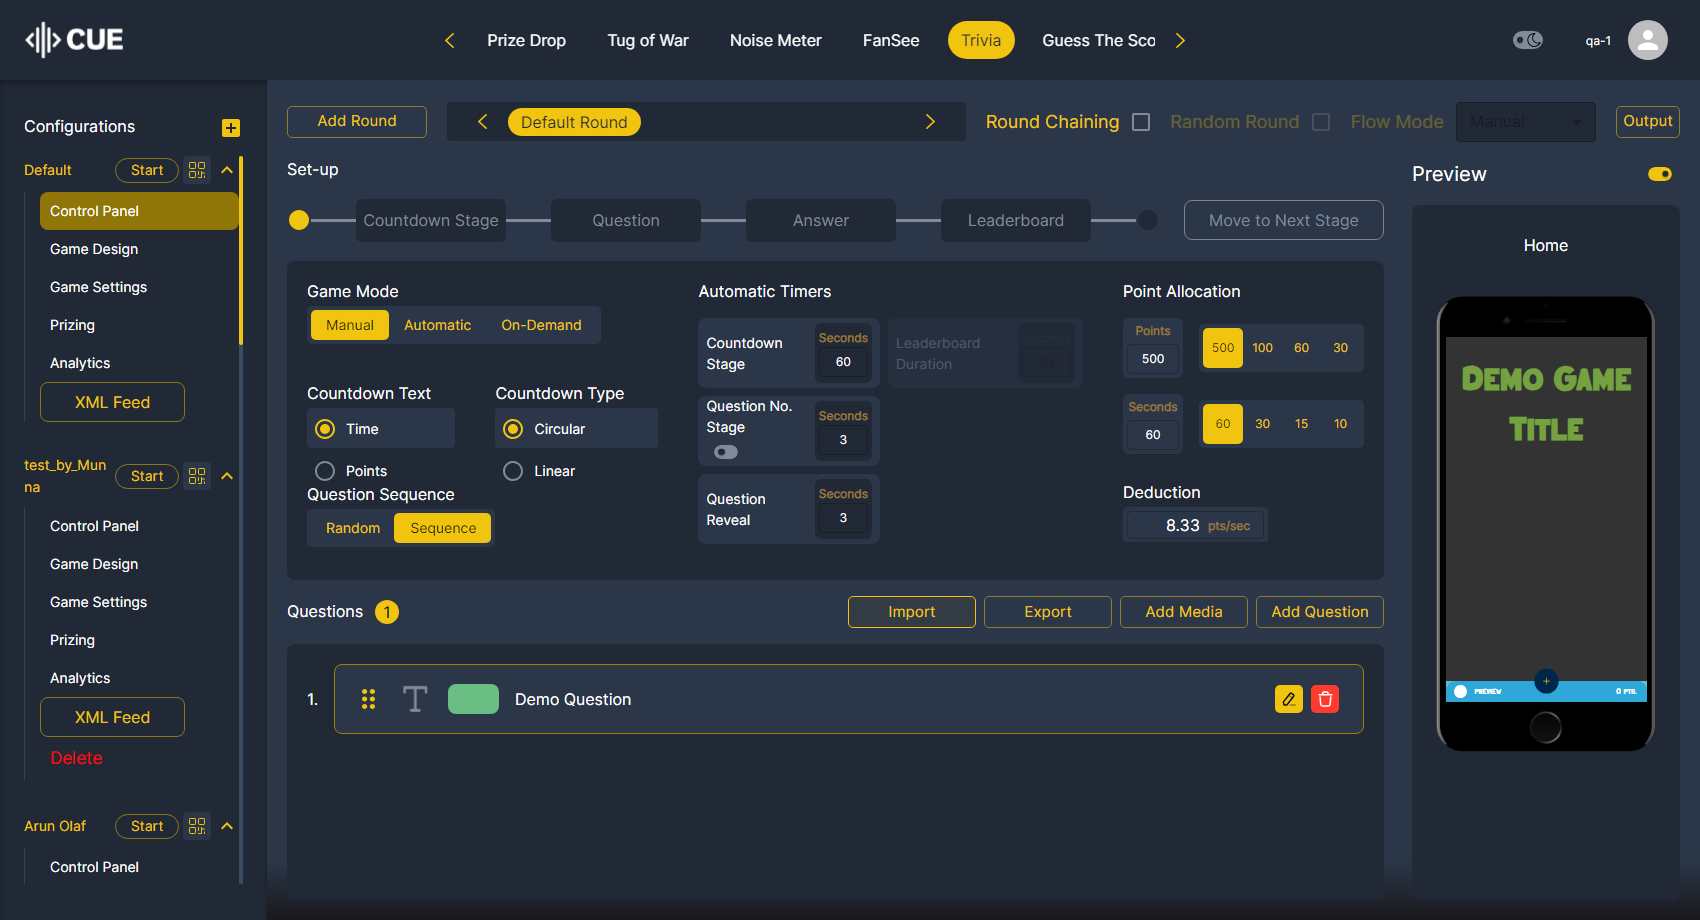 CUE
Prize Drop
Tug of War
Noise Meter
FanSee
Trivia
Guess The Sco
qa-1
Configurations
Default
Start
Control Panel
Game Design
Game Settings
Prizing
Analytics
XML Feed
test_by_Mun
na
Start
Control Panel
Game Design
Game Settings
Prizing
Analytics
XML Feed
Delete
Arun Olaf
Start
Control Panel
Add Round
Default Round
Round Chaining
Random Round
Flow Mode
Manual
Output
Set-up
Countdown Stage
Question
Answer
Leaderboard
Move to Next Stage
Game Mode
Manual
Automatic
On-Demand
Countdown Text
Time
Points
Countdown Type
Circular
Linear
Question Sequence
Random
Sequence
Automatic Timers
Countdown
Stage
Seconds
60
Leaderboard
Duration
Seconds
10
Question No.
Stage
Seconds
3
Question
Reveal
Seconds
3
Point Allocation
Points
500
500
100
60
30
Seconds
60
60
30
15
10
Deduction
8.33 pts/sec
Questions 1
Import
Export
Add Media
Add Question
1.
Demo Question
Preview
Home
Demo Game
Title
PREVIEW
0 PTS.